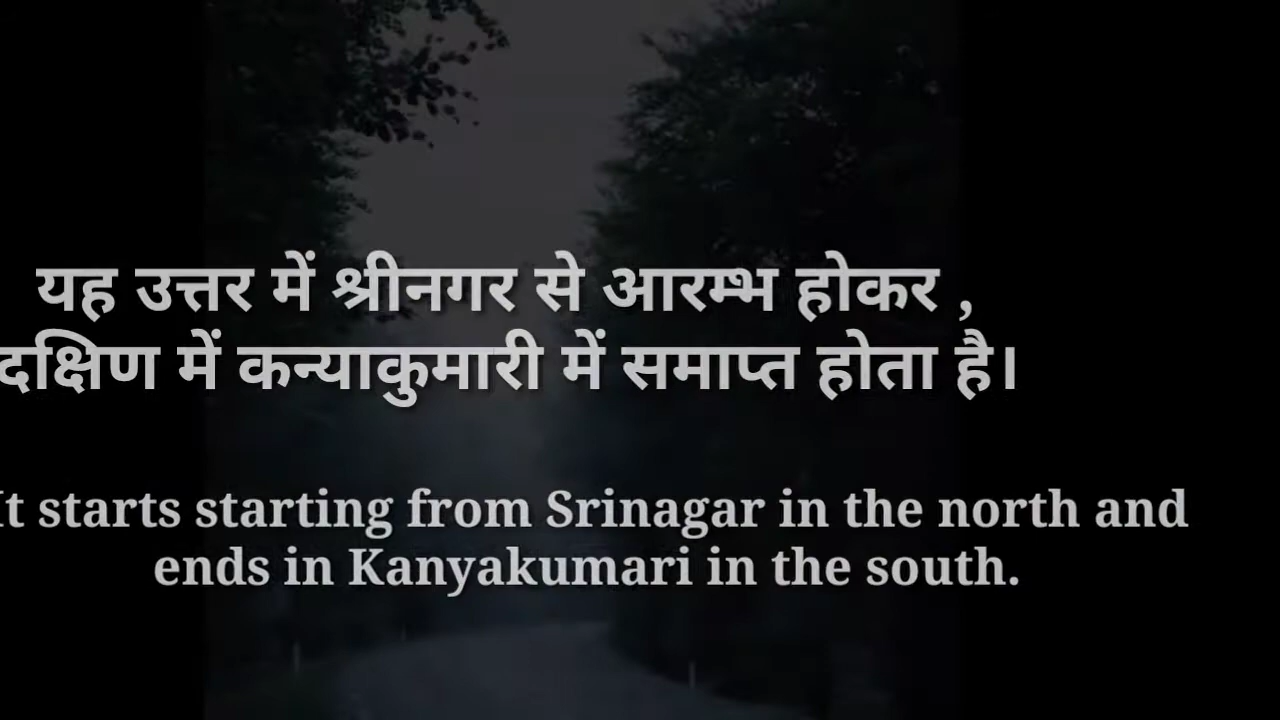 यह उत्तर में श्रीनगर से आरम्भ होकर ,
दक्षिण में कन्याकुमारी में समाप्त होता है।
It starts starting from Srinagar in the north and
ends in Kanyakumari in the south.